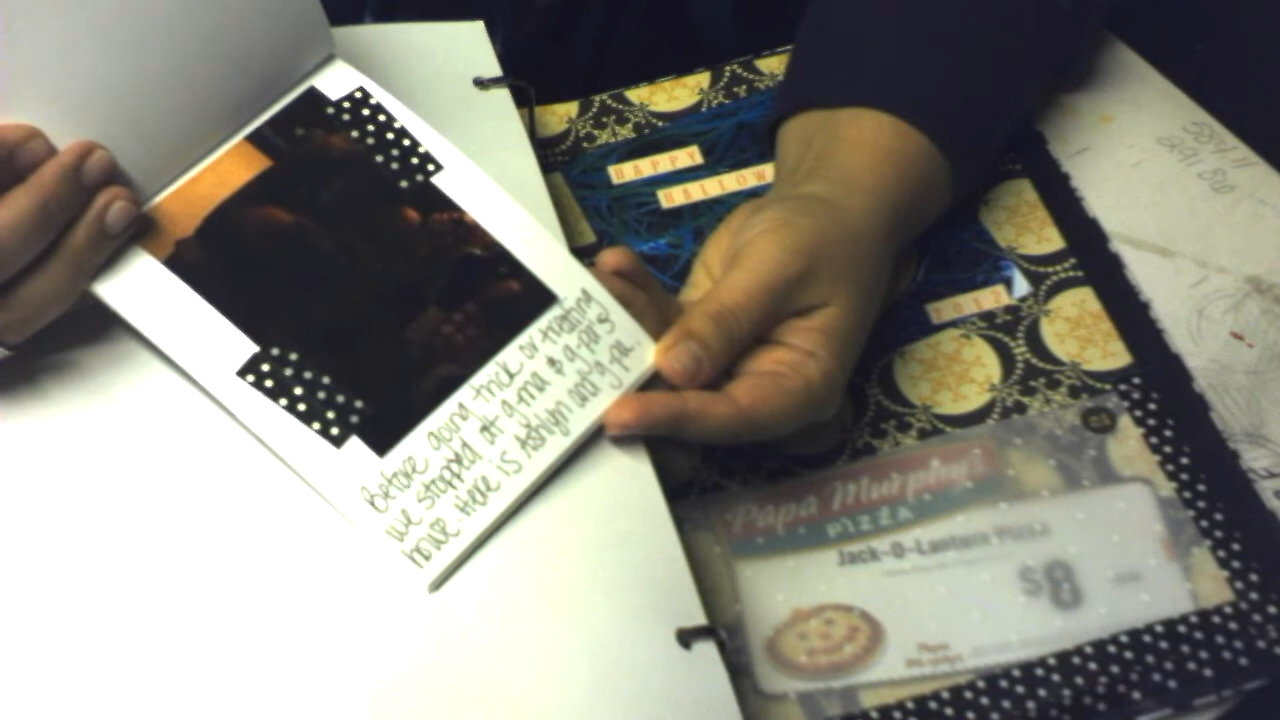 Before going trick or treating
we stopped at g-ma & g-pa's
house. Here is Ashlyn and g-pa.
HAPPY
HALLOW
2012
Papa Murphy's
PIZZA
Jack-O-Lantern Pizza
$8